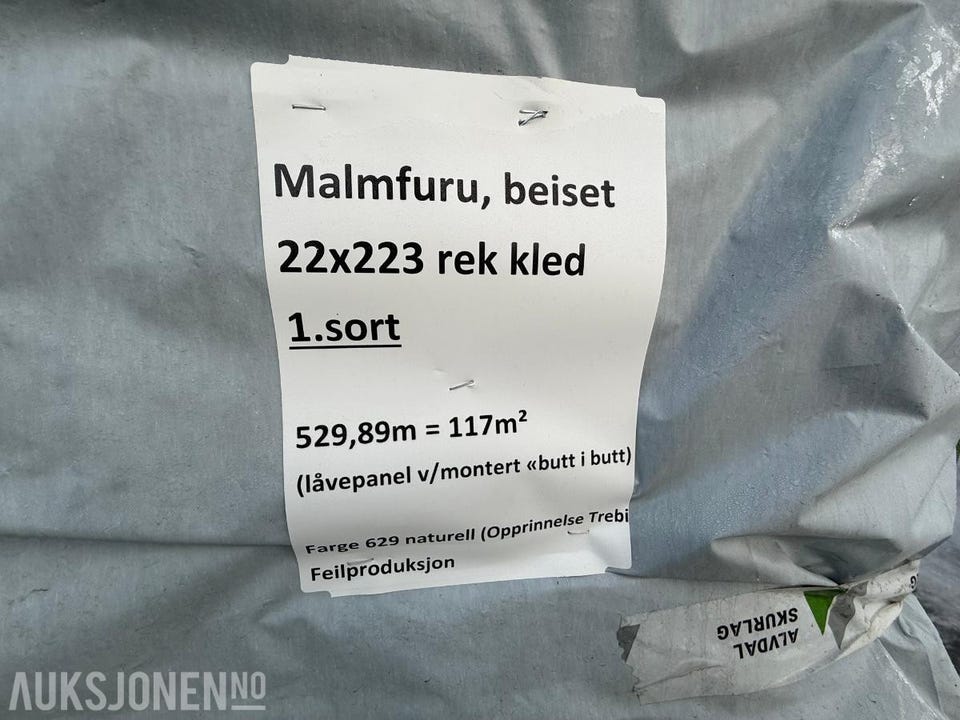 Malmfuru, beiset
22x223 rek kled
1.sort
529,89m = 117m²
(låvepanel v/montert «butt i butt)
Farge 629 naturell (Opprinnelse Trebi
Feilproduksjon
ALVDAL
SKURLAG
AUKSJONEN.NO